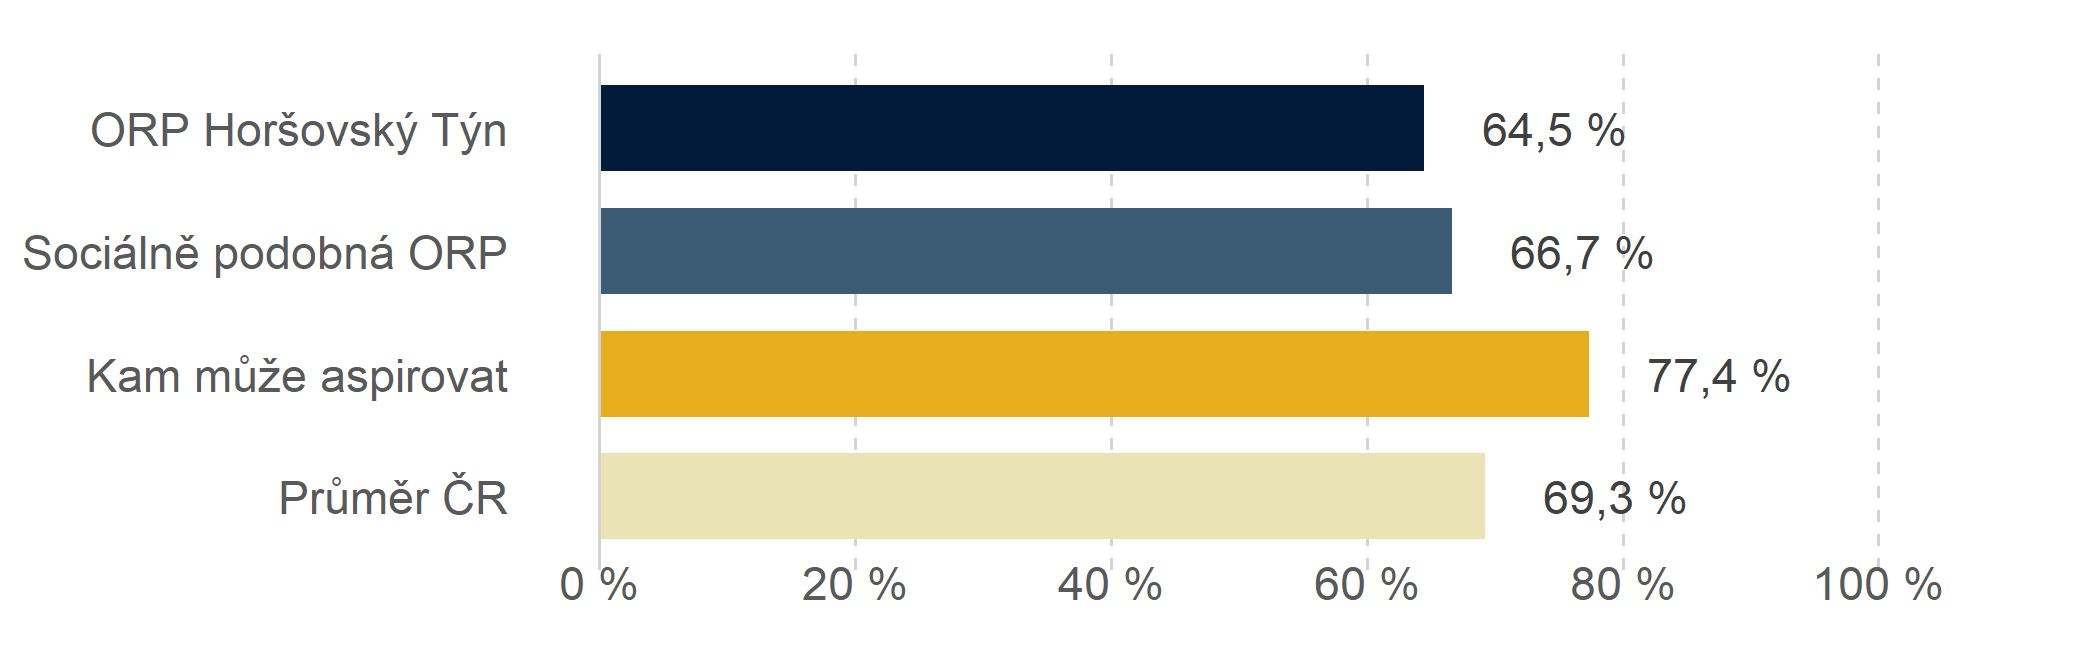 ORP Horšovský Týn
64,5 %
Sociálně podobná ORP
66,7 %
Kam může aspirovat
77,4 %
Průměr ČR
69,3 %
0 % 20 % 40 % 60 % 80 % 100 %